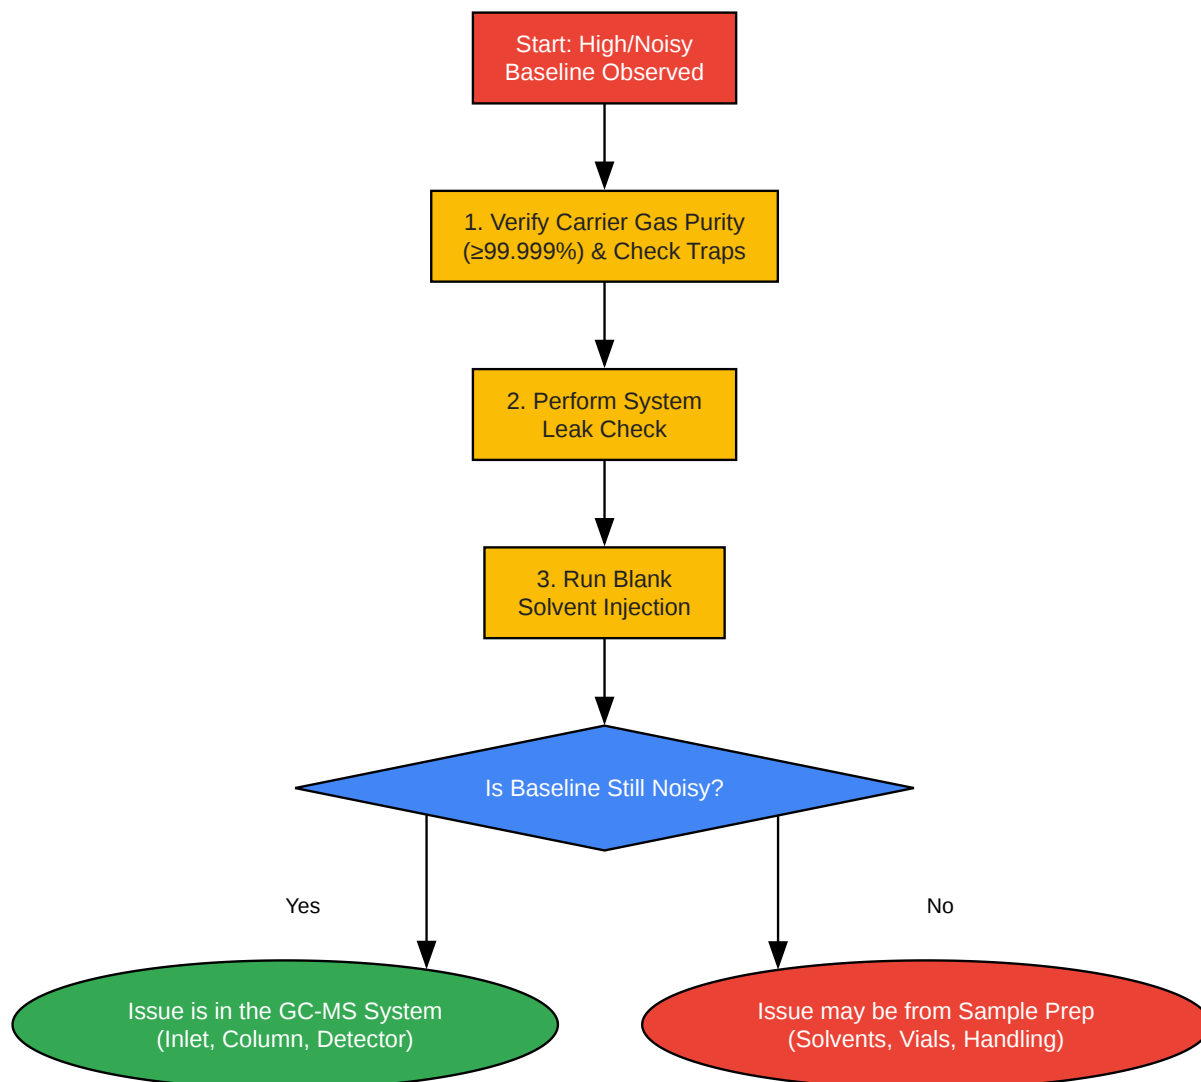 Start: High/Noisy
Baseline Observed
1. Verify Carrier Gas Purity
(≥99.999%) & Check Traps
2. Perform System
Leak Check
3. Run Blank
Solvent Injection
Is Baseline Still Noisy?
Yes
No
Issue is in the GC-MS System
(Inlet, Column, Detector)
Issue may be from Sample Prep
(Solvents, Vials, Handling)